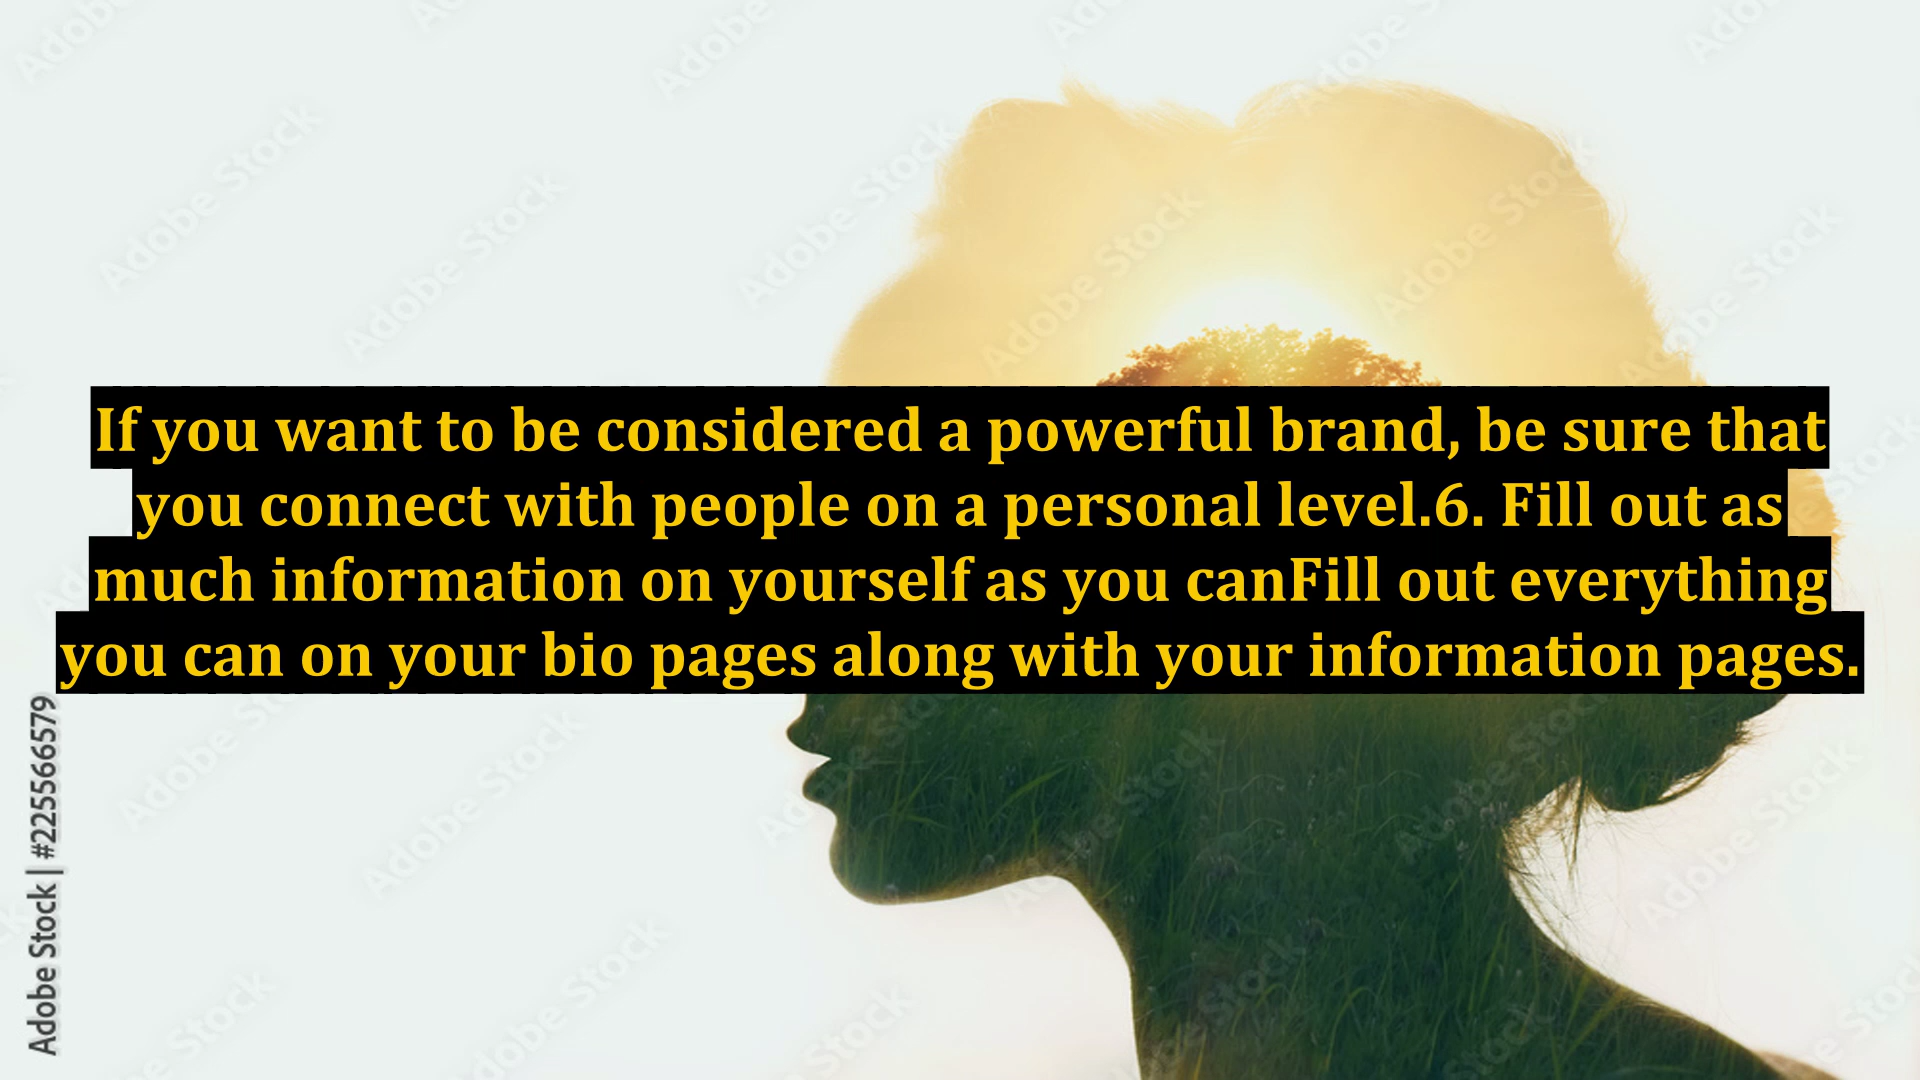 If you want to be considered a powerful brand, be sure that
you connect with people on a personal level.6. Fill out as
much information on yourself as you canFill out everything
you can on your bio pages along with your information pages.
Adobe Stock | #225566579